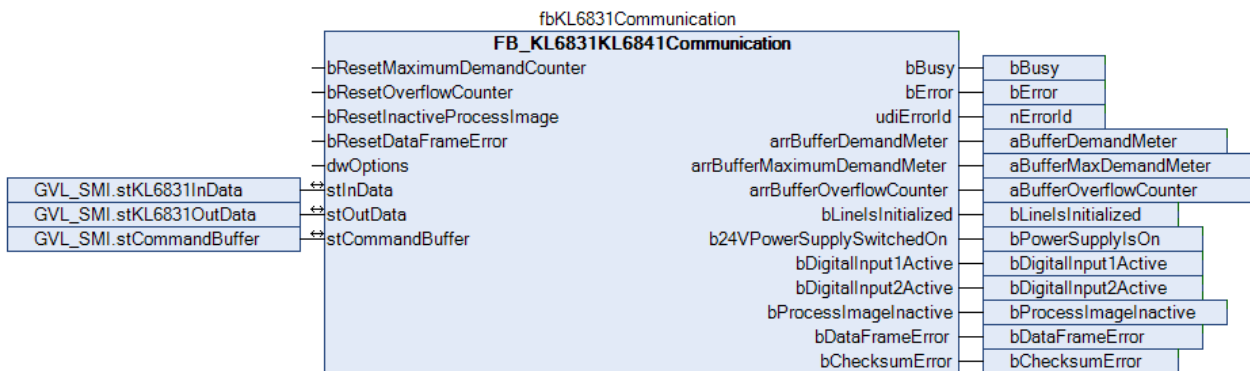 fbKL6831Communication
FB_KL6831KL6841Communication
bResetMaximumDemandCounter bBusy bBusy
bResetOverflowCounter bError bError
bResetInactiveProcessImage udiErrorId nErrorId
bResetDataFrameError arrBufferDemandMeter aBufferDemandMeter
dwOptions arrBufferMaximumDemandMeter aBufferMaxDemandMeter
GVL_SMI.stKL6831InData stInData arrBufferOverflowCounter aBufferOverflowCounter
GVL_SMI.stKL6831OutData stOutData bLineIsInitialized bLineIsInitialized
GVL_SMI.stCommandBuffer stCommandBuffer b24VPowerSupplySwitchedOn bPowerSupplyIsOn
bDigitalInput1Active bDigitalInput1Active
bDigitalInput2Active bDigitalInput2Active
bProcessImageInactive bProcessImageInactive
bDataFrameError bDataFrameError
bChecksumError bChecksumError